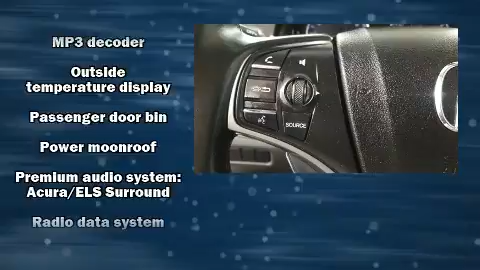 MP3 decoder
Outside
temperature display
Passenger door bin
Power moonroof
Premium audio system:
Acura/ELS Surround
Radio data system
SOURCE